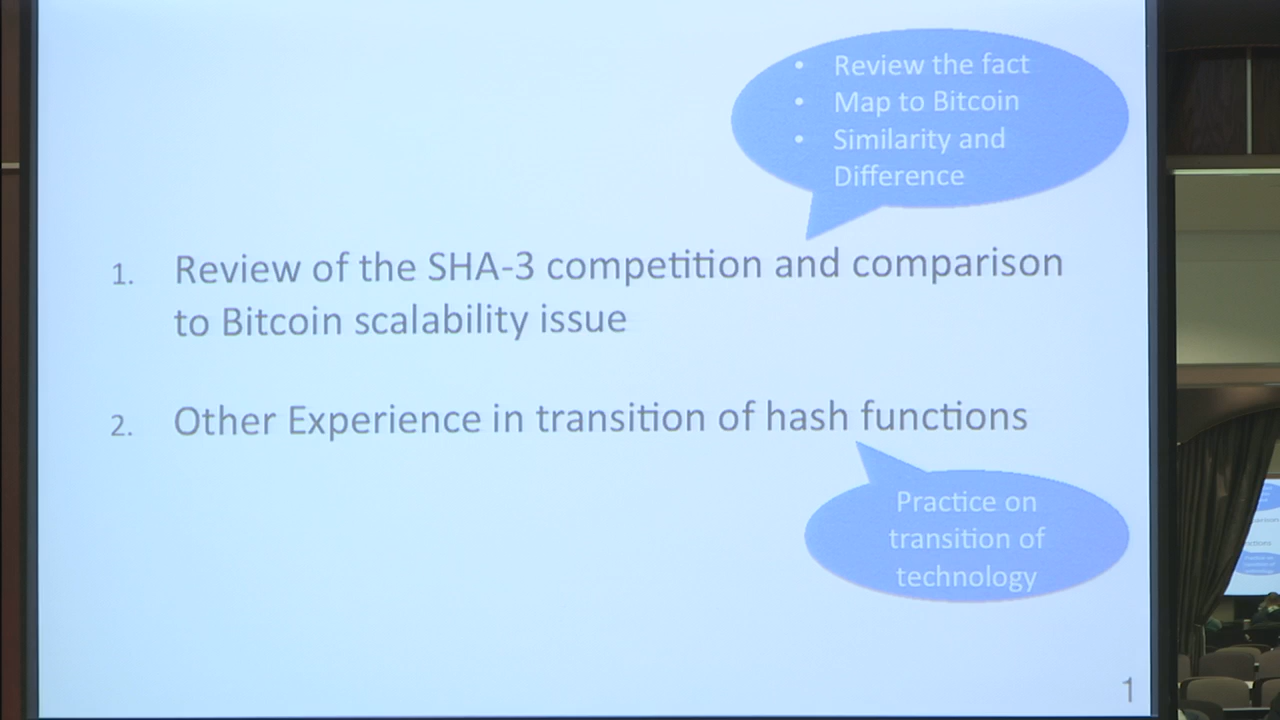 • Review the fact
• Map to Bitcoin
• Similarity and
Difference
1. Review of the SHA-3 competition and comparison
to Bitcoin scalability issue
2. Other Experience in transition of hash functions
Practice on
transition of
technology
1